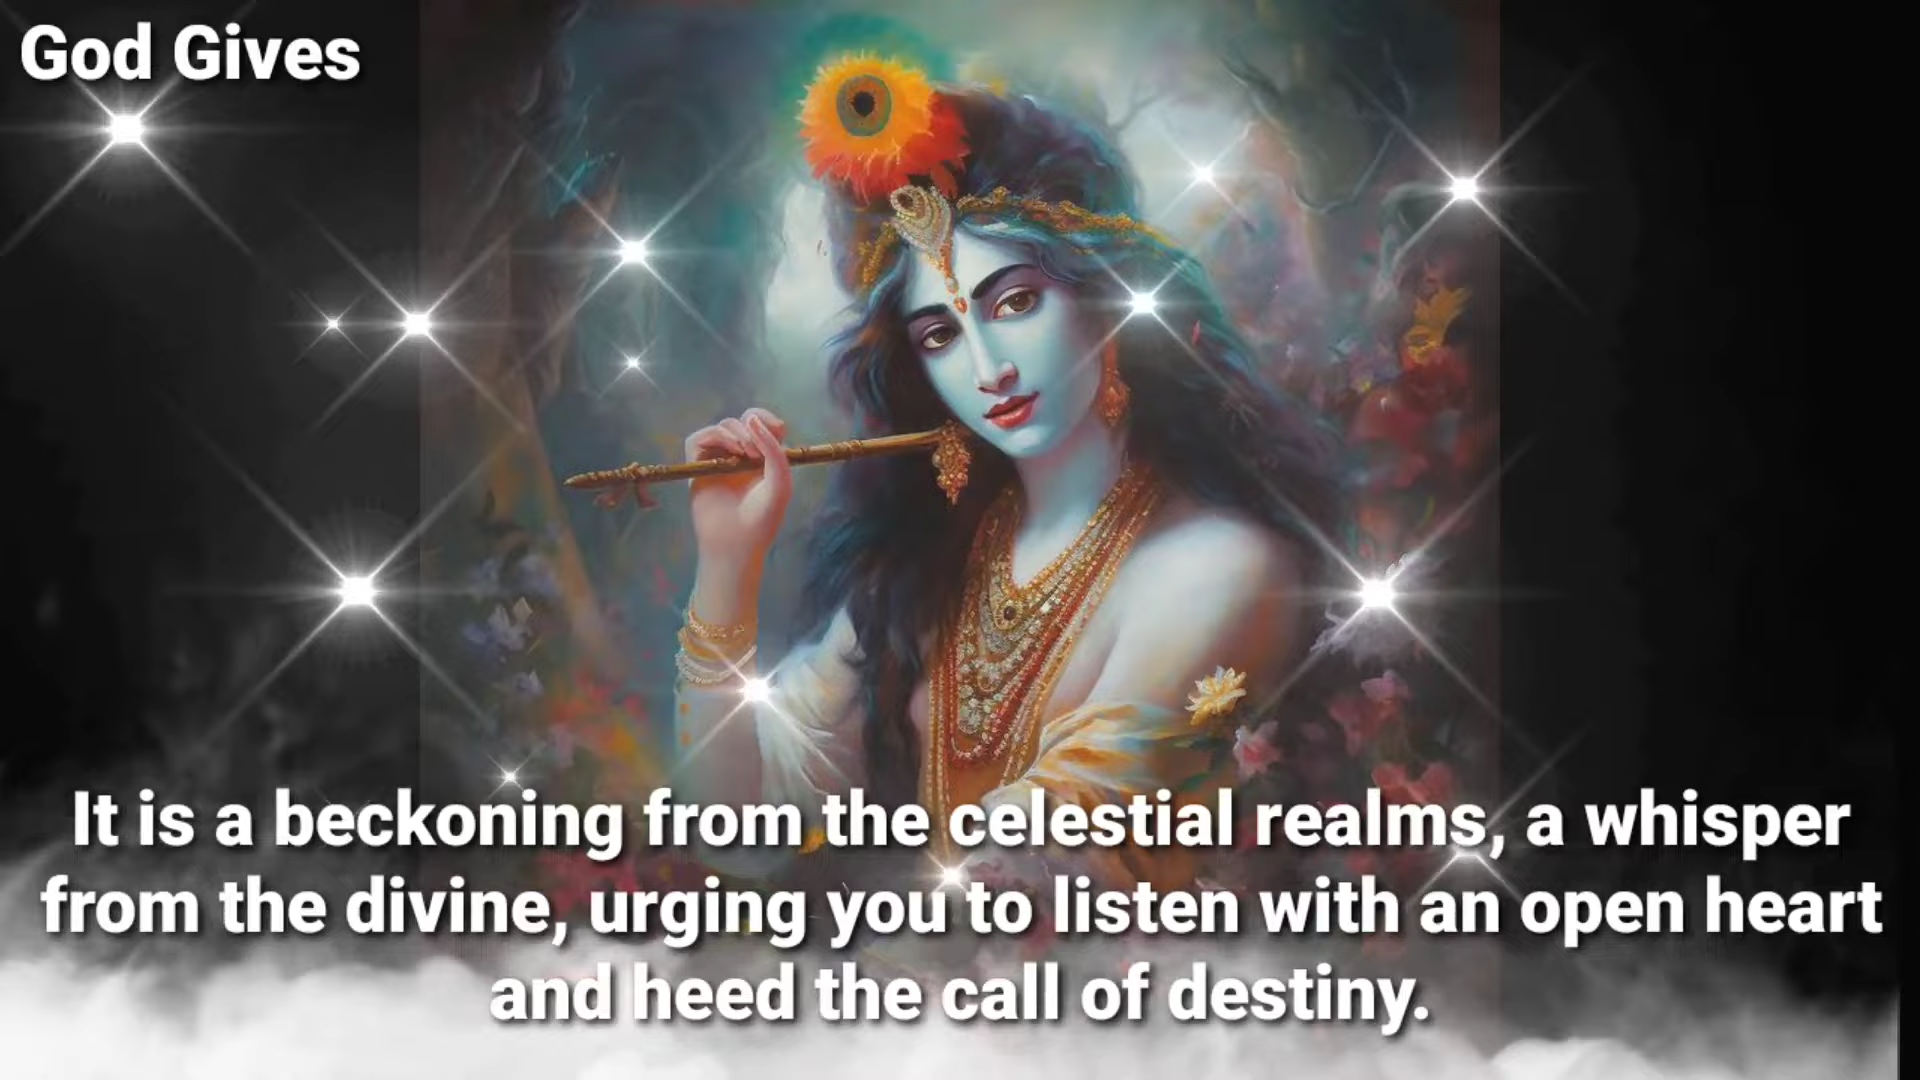 God Gives
It is a beckoning from the celestial realms, a whisper
from the divine, urging you to listen with an open heart
and heed the call of destiny.